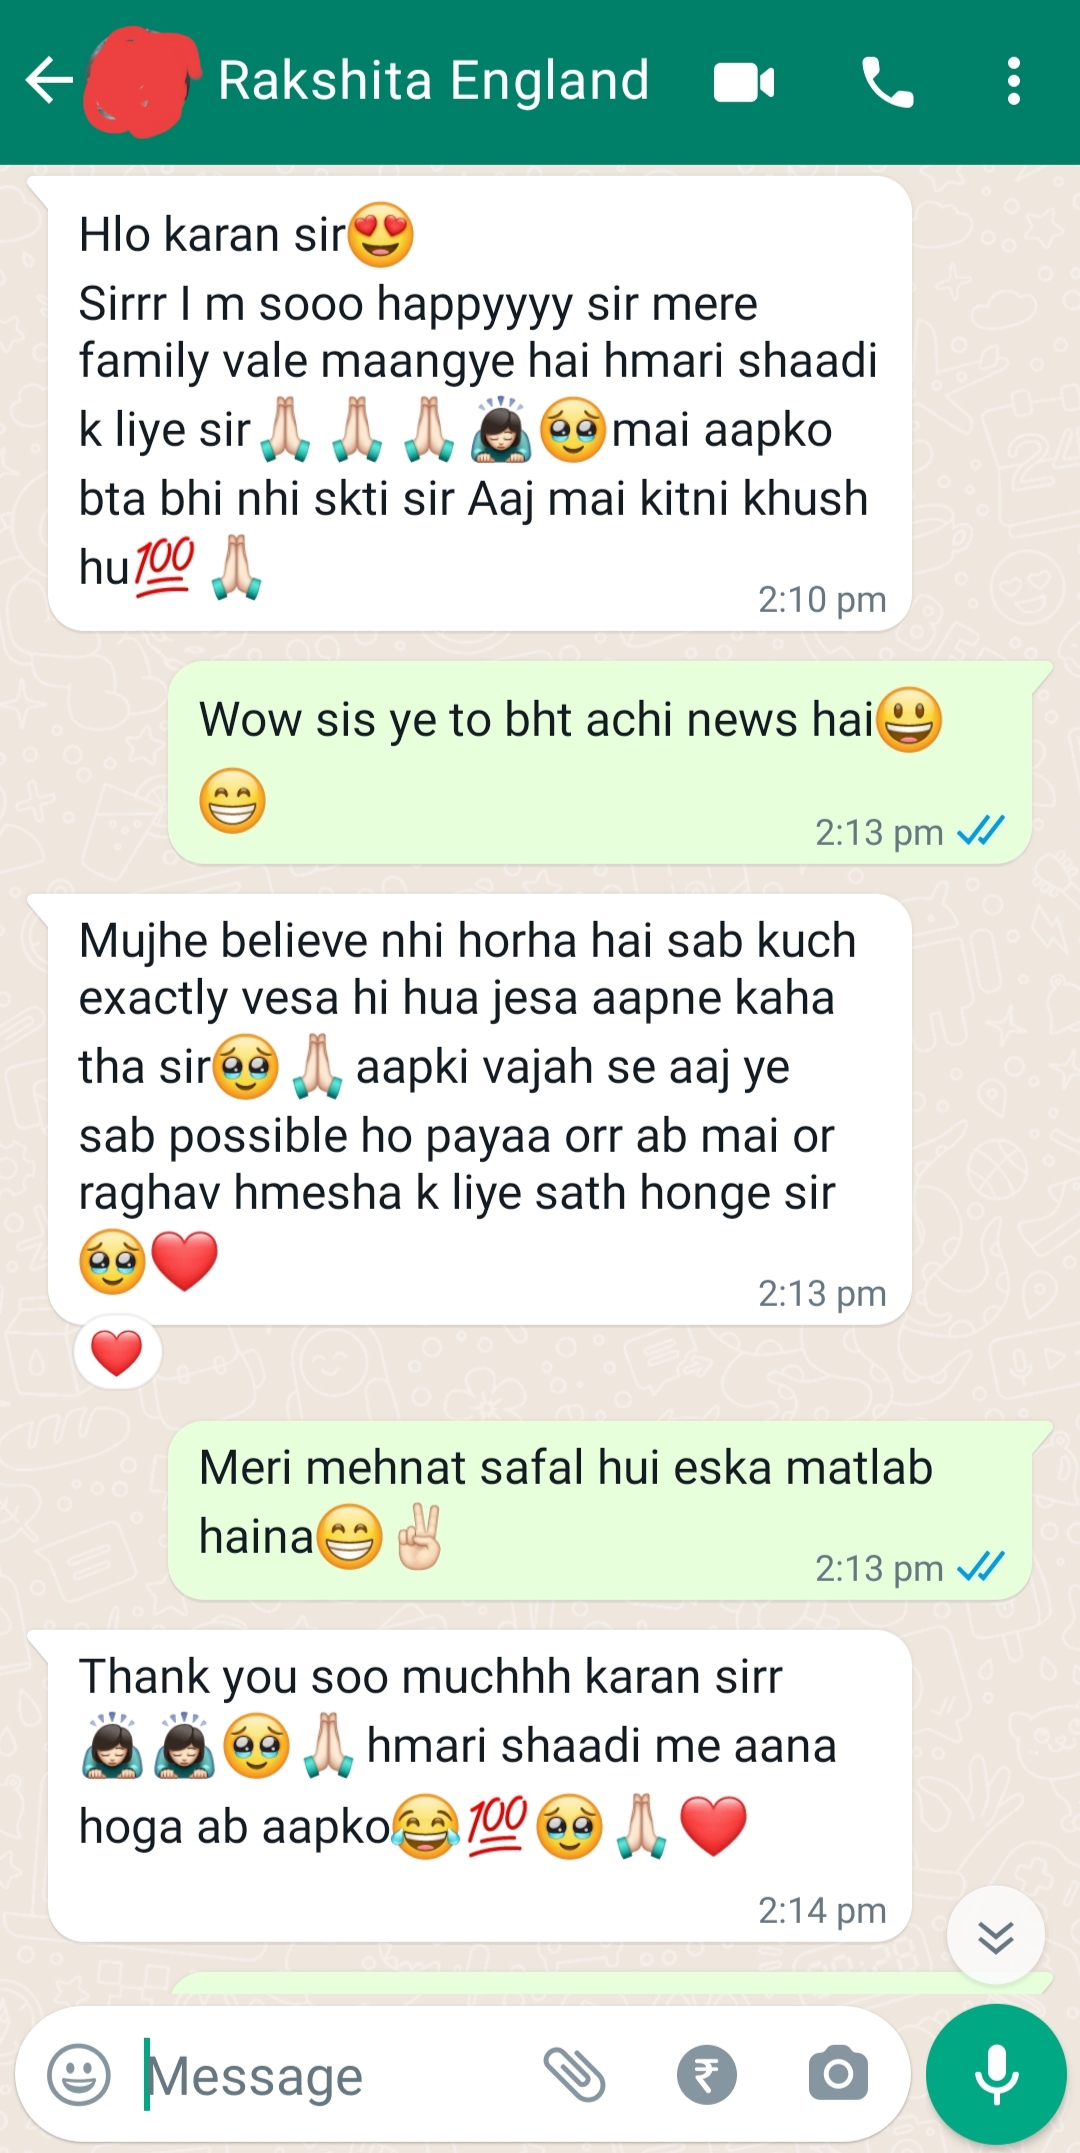 Rakshita England
Hlo karan sir😍
Sirrr I m sooo happyyyy sir mere
family vale maangye hai hmari shaadi
k liye sir🙏🏻🙏🏻🙏🏻🙇🏻‍♀️🥹mai aapko
bta bhi nhi skti sir Aaj mai kitni khush
hu💯🙏🏻
2:10 pm
Wow sis ye to bht achi news hai😃
😁
2:13 pm
Mujhe believe nhi horha hai sab kuch
exactly vesa hi hua jesa aapne kaha
tha sir🥹🙏🏻aapki vajah se aaj ye
sab possible ho payaa orr ab mai or
raghav hmesha k liye sath honge sir
🥹❤️
2:13 pm
❤️
Meri mehnat safal hui eska matlab
haina😁✌🏻
2:13 pm
Thank you soo muchhh karan sirr
🙇🏻‍♀️🙇🏻‍♀️🥹🙏🏻hmari shaadi me aana
hoga ab aapko😂💯🥹🙏🏻❤️
2:14 pm
Message